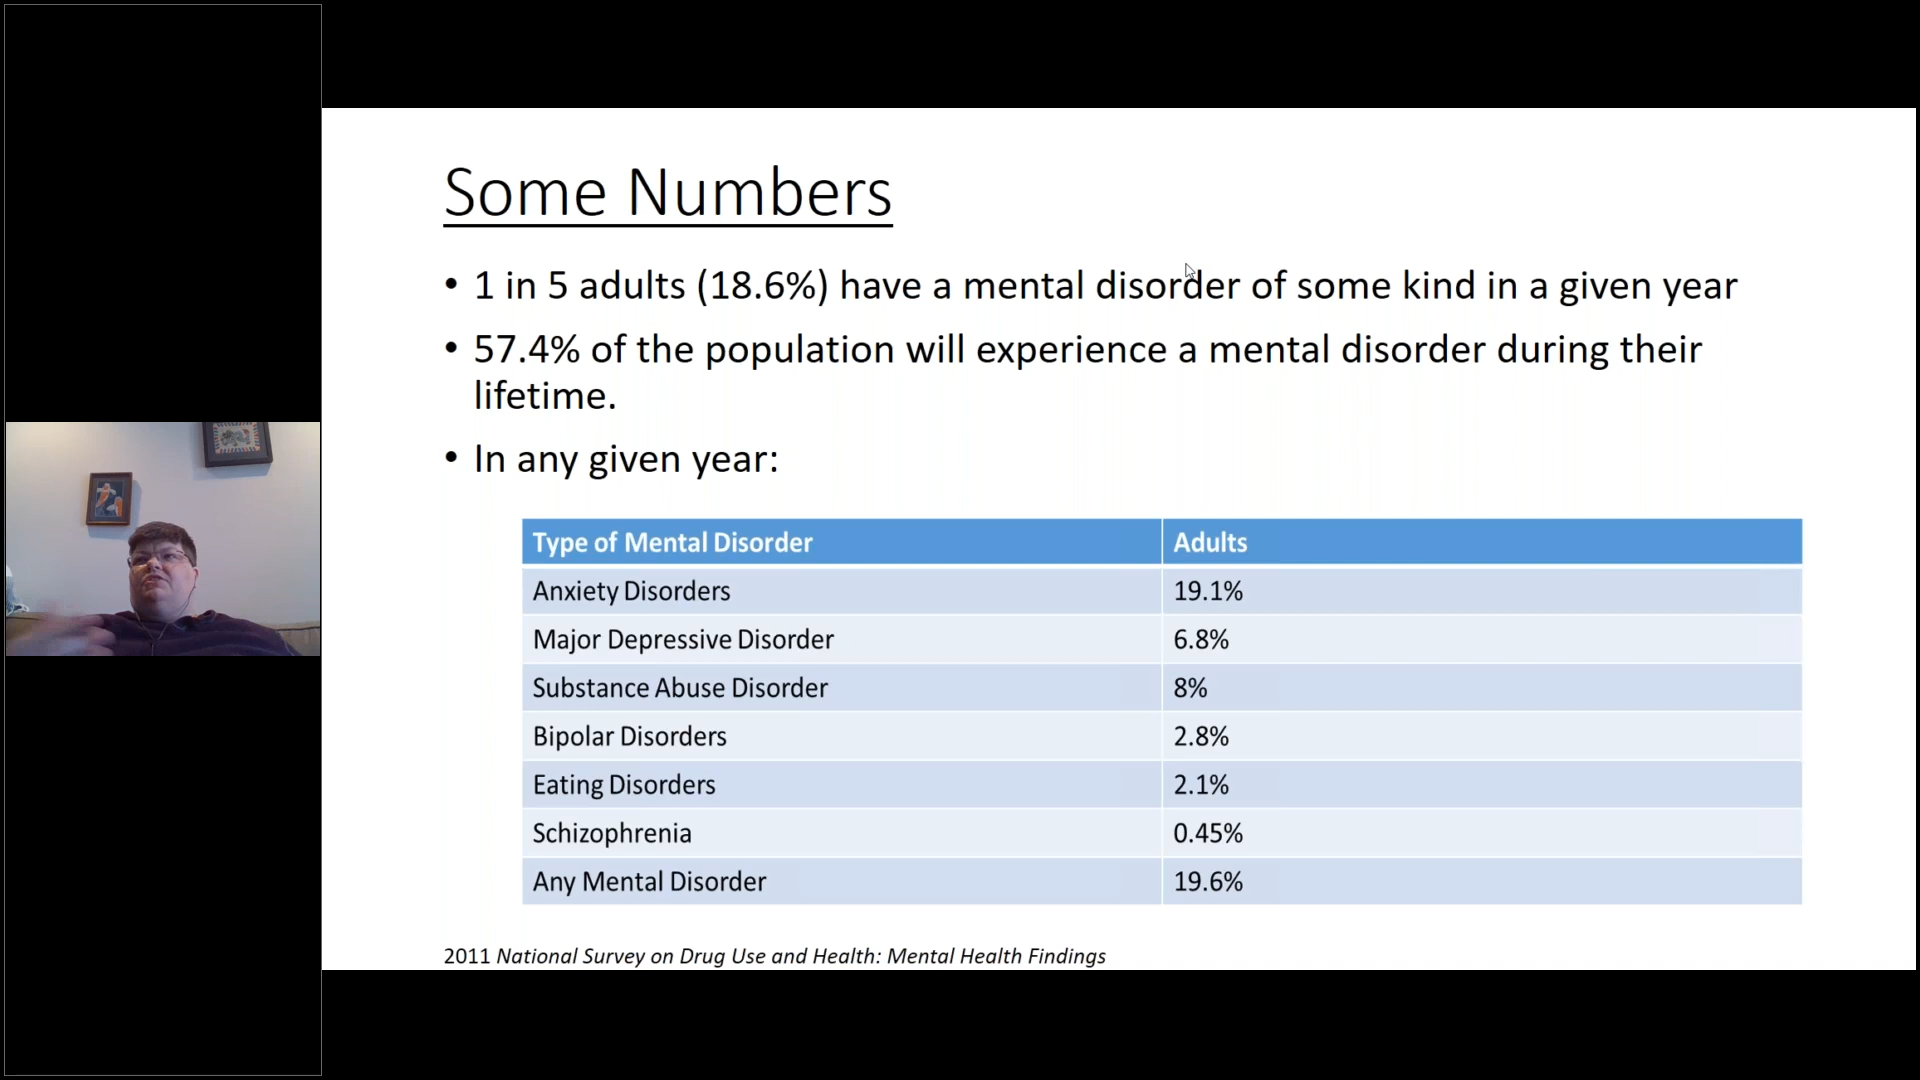 Some Numbers
• 1 in 5 adults (18.6%) have a mental disorder of some kind in a given year
• 57.4% of the population will experience a mental disorder during their
lifetime.
• In any given year:
Type of Mental Disorder Adults
Anxiety Disorders 19.1%
Major Depressive Disorder 6.8%
Substance Abuse Disorder 8%
Bipolar Disorders 2.8%
Eating Disorders 2.1%
Schizophrenia 0.45%
Any Mental Disorder 19.6%
2011 National Survey on Drug Use and Health: Mental Health Findings